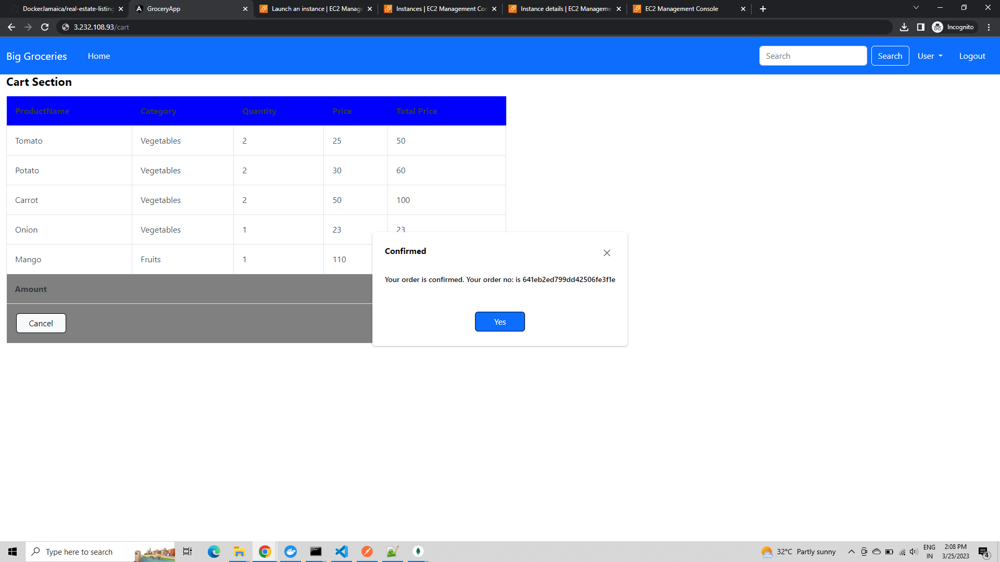 DockerJamaica/real-estate-listing
GroceryApp
Launch an instance | EC2 Manage
Instances | EC2 Management Con
Instance details | EC2 Manageme
EC2 Management Console
3.232.108.93/cart
Incognito
Big Groceries Home Search Search User Logout
Cart Section
ProductName Category Quantity Price Total Price
Tomato Vegetables 2 25 50
Potato Vegetables 2 30 60
Carrot Vegetables 2 50 100
Onion Vegetables 1 23 23
Mango Fruits 1 110
Amount
Cancel
Confirmed
Your order is confirmed. Your order no: is 641eb2ed799dd42506fe3f1e
Yes
Type here to search
32°C Partly sunny
ENG
IN
2:08 PM
3/25/2023
4